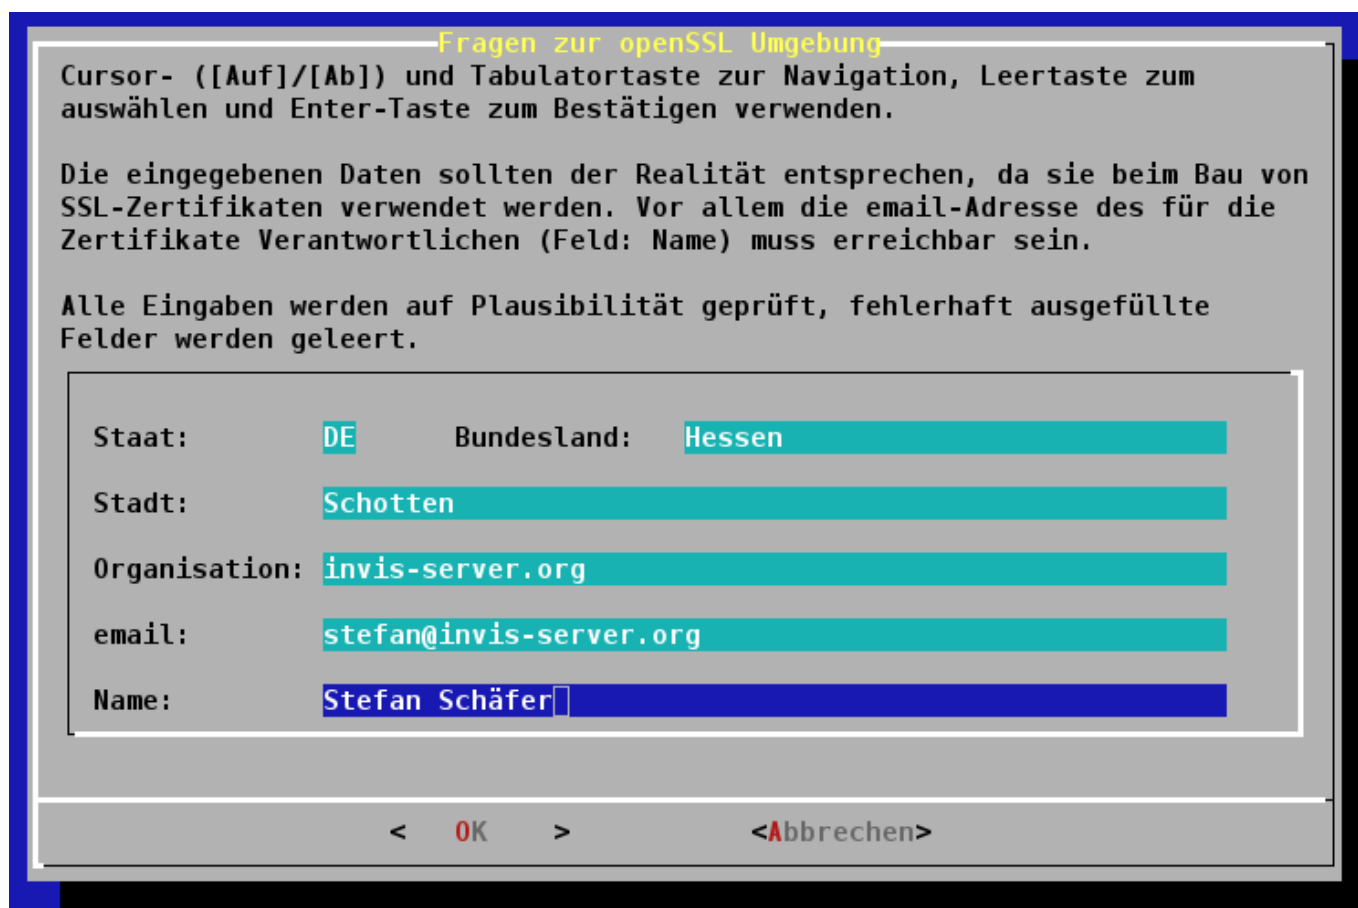 Fragen zur openSSL Umgebung
Cursor- ([Auf]/[Ab]) und Tabulatortaste zur Navigation, Leertaste zum
auswählen und Enter-Taste zum Bestätigen verwenden.
Die eingegebenen Daten sollten der Realität entsprechen, da sie beim Bau von
SSL-Zertifikaten verwendet werden. Vor allem die email-Adresse des für die
Zertifikate Verantwortlichen (Feld: Name) muss erreichbar sein.
Alle Eingaben werden auf Plausibilität geprüft, fehlerhaft ausgefüllte
Felder werden geleert.
Staat: DE Bundesland: Hessen
Stadt: Schotten
Organisation: invis-server.org
email: stefan@invis-server.org
Name: Stefan Schäfer
< OK > <Abbrechen>